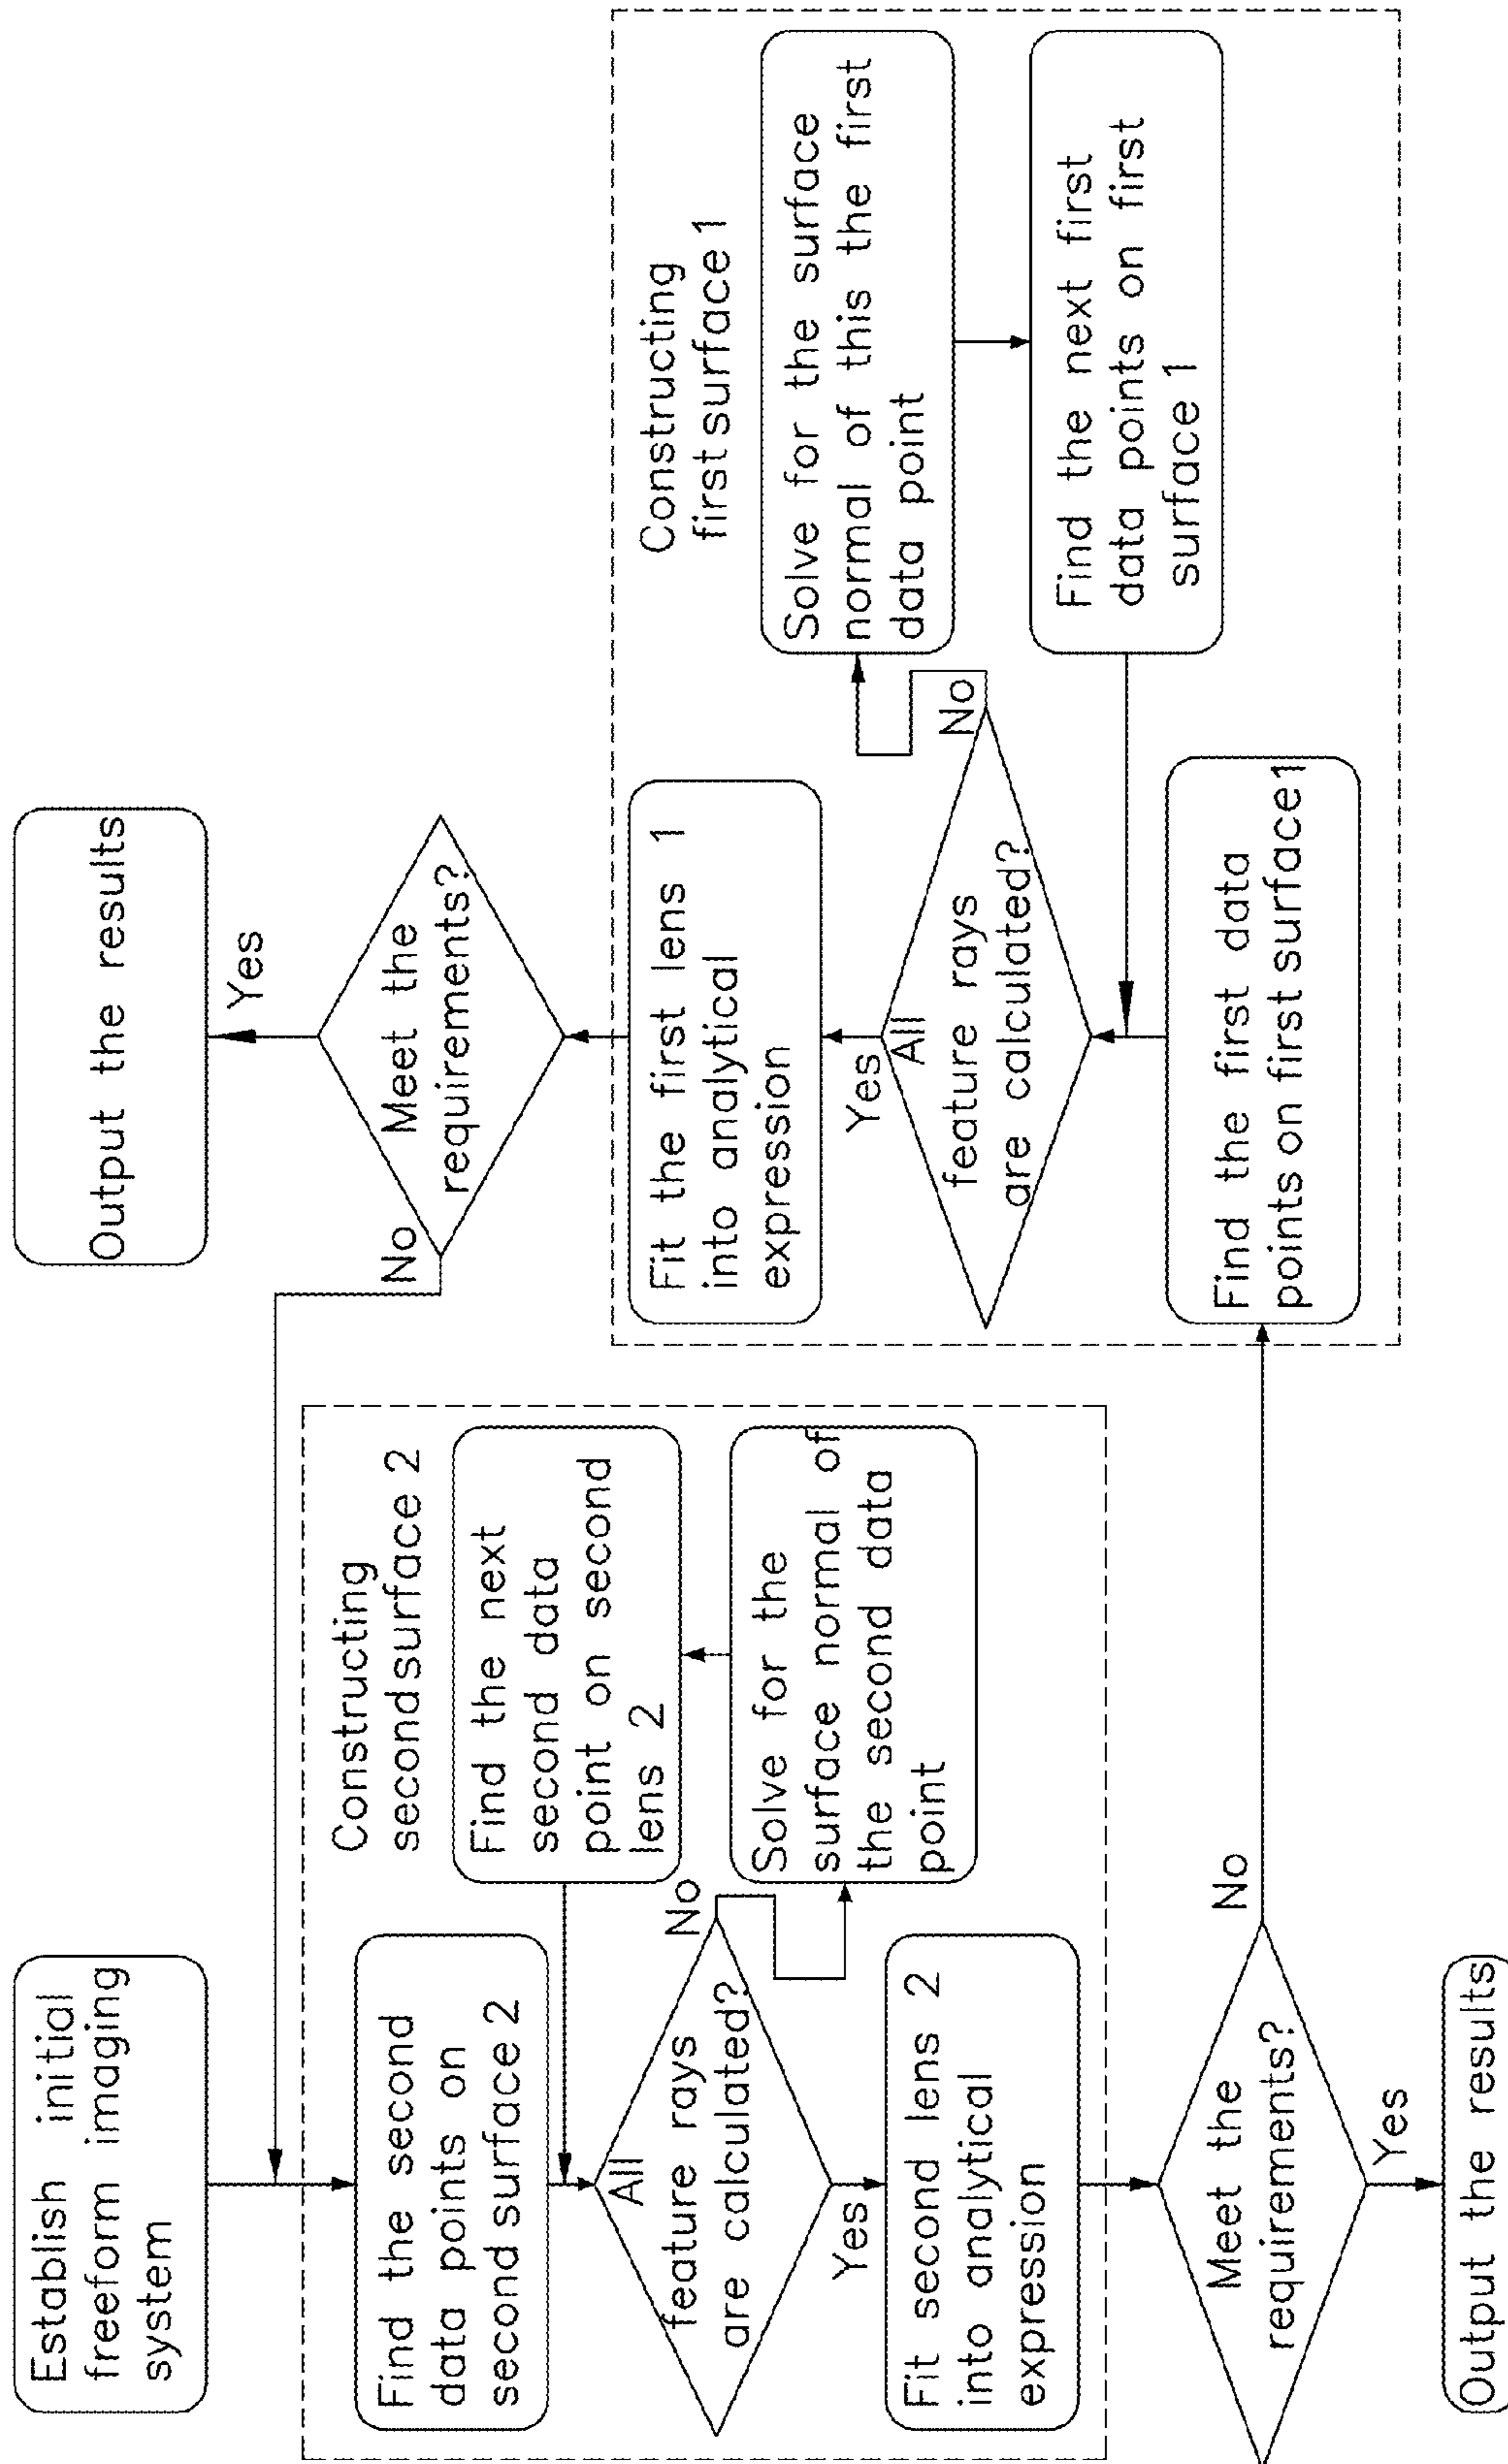 Establish initial
freeform imaging
system
Constructing
second surface 2
Find the second
data points on
second surface 2
Find the next
second data
point on second
lens 2
All
feature rays
are calculated?
No
Solve for the
surface normal of
the second data
point
Yes
Fit second lens 2
into analytical
expression
Meet the
requirements?
No
Yes
Output the results
Output the results
Yes
No
Meet the
requirements?
Constructing
first surface 1
Fit the first lens 1
into analytical
expression
Solve for the surface
normal of this the first
data point
Yes
All
feature rays
are calculated?
No
Find the next first
data points on first
surface 1
Find the first data
points on first surface1